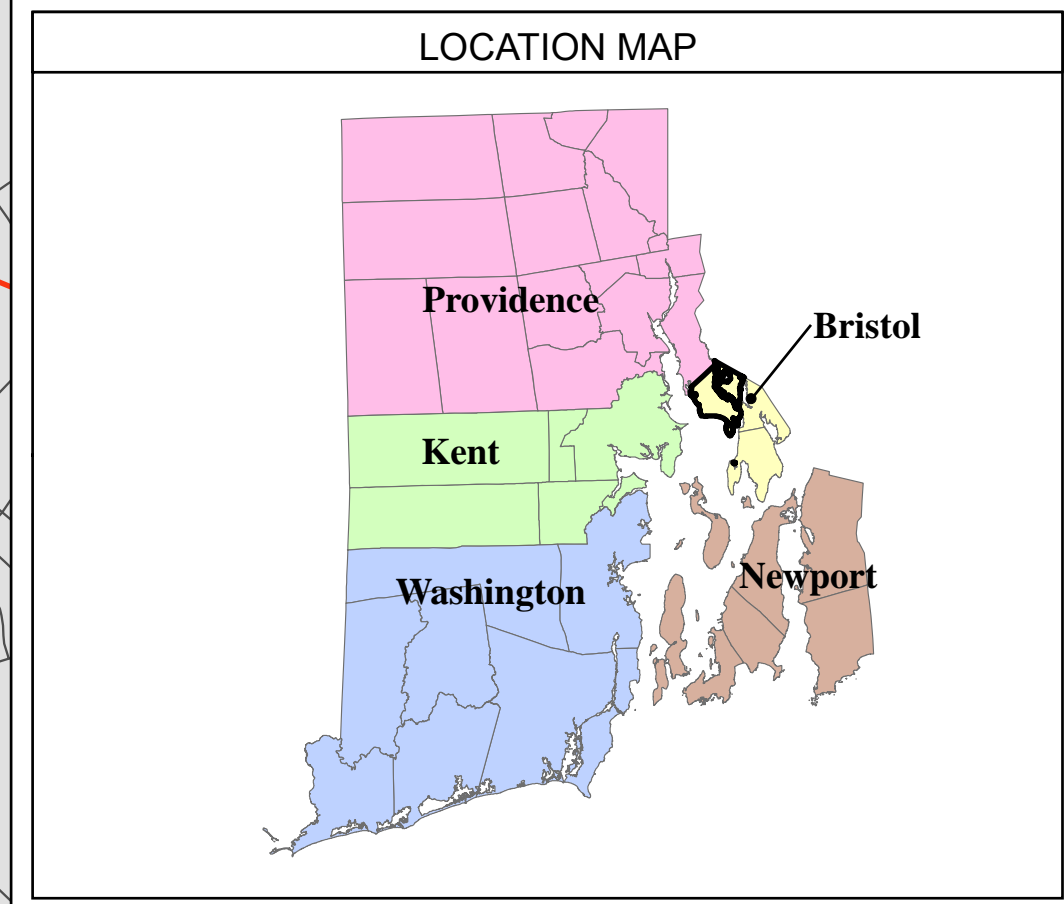 LOCATION MAP
Providence
Bristol
Kent
Newport
Washington